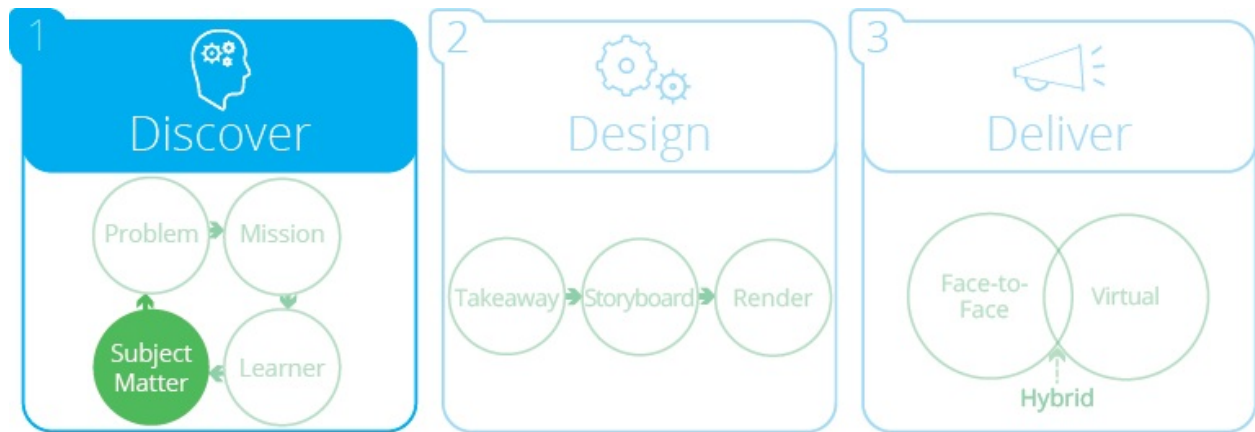 1
Discover
Problem
Mission
Subject
Matter
Learner
2
Design
Takeaway
Storyboard
Render
3
Deliver
Face-to-
Face
Virtual
Hybrid